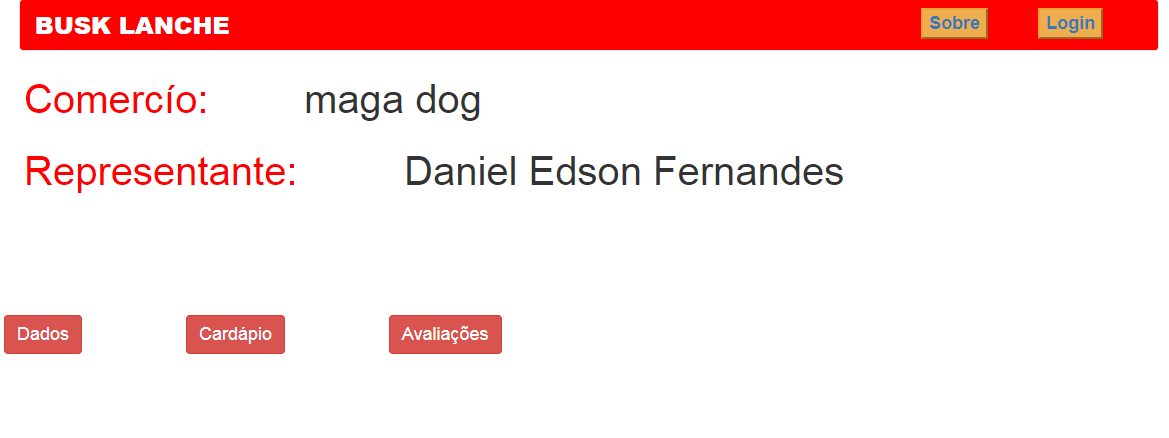 BUSK LANCHE Sobre Login
Comercío: maga dog
Representante: Daniel Edson Fernandes
Dados Cardápio Avaliações